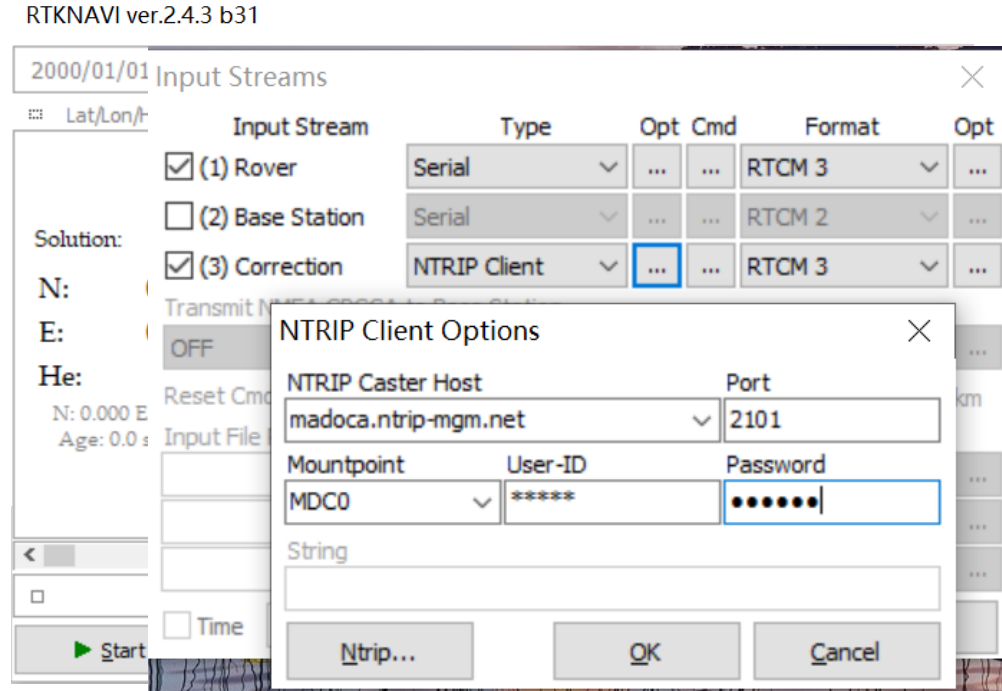 RTKNAVI ver.2.4.3 b31
2000/01/01
Input Streams
Lat/Lon/H
Input Stream Type Opt Cmd Format Opt
(1) Rover Serial ... ... RTCM 3 ...
(2) Base Station Serial ... ... RTCM 2 ...
Solution:
(3) Correction NTRIP Client ... ... RTCM 3 ...
N:
E:
He:
N: 0.000 E
Age: 0.0 s
Transmit
OFF ...
Reset Cmd km
Input File
...
...
...
NTRIP Client Options
NTRIP Caster Host Port
madoca.ntrip-mgm.net 2101
Mountpoint User-ID Password
MDC0 ***** ●●●●●●
String
Time
Start
Ntrip... OK Cancel